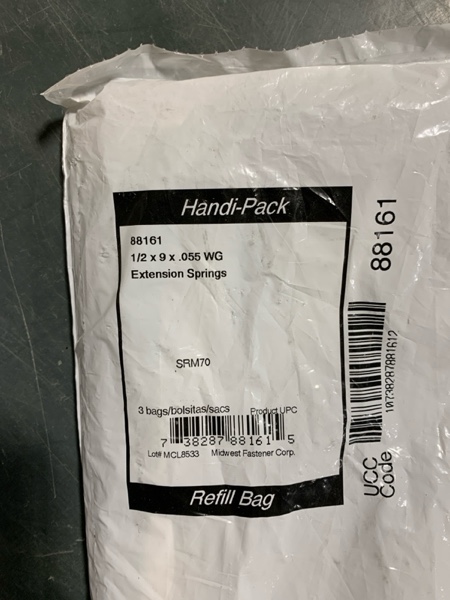 Handi-Pack
88161
1/2 x 9 x .055 WG
Extension Springs
SRM70
3 bags/bolsitas/sacs
Product UPC
7 38287 88161 5
Lot# MCL8533 Midwest Fastener Corp.
Refill Bag
88161
10738287881612
UCC
Code